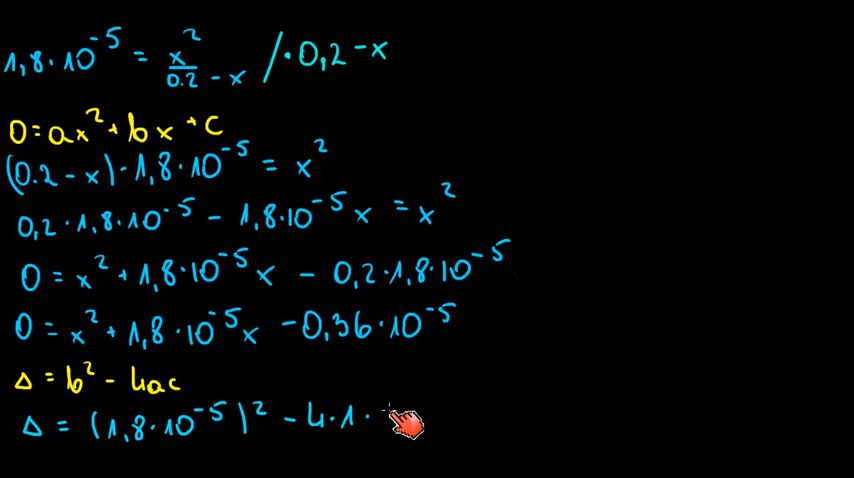 1,8·10⁻⁵ = x²/0.2 - x /·0,2-x
0=ax²+bx+c
(0.2-x)·1,8·10⁻⁵ = x²
0,2·1,8·10⁻⁵ - 1,8·10⁻⁵x = x²
0 = x²+1,8·10⁻⁵x - 0,2·1,8·10⁻⁵
0 = x²+1,8·10⁻⁵x -0,36·10⁻⁵
Δ = b² - 4ac
Δ = (1,8·10⁻⁵)² - 4·1·